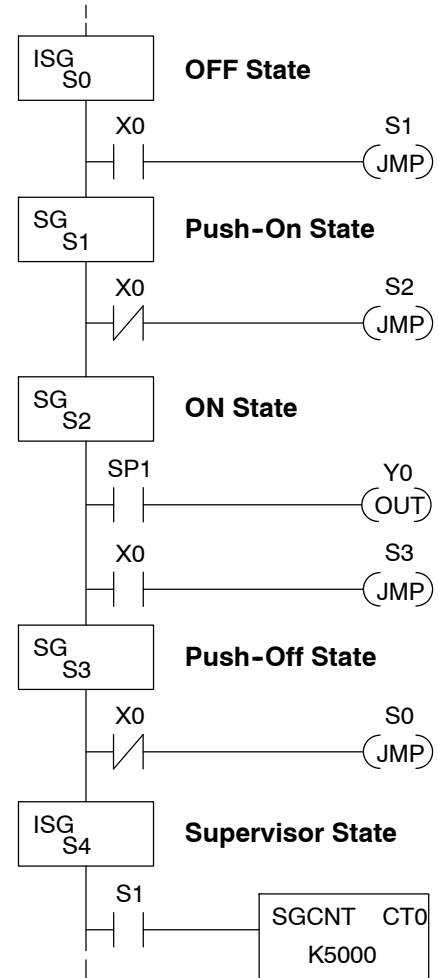 ISG
S0
OFF State
X0 S1
JMP
SG
S1
Push-On State
X0 S2
JMP
SG
S2
ON State
SP1 Y0
OUT
X0 S3
JMP
SG
S3
Push-Off State
X0 S0
JMP
ISG
S4
Supervisor State
S1
SGCNT CT0
K5000